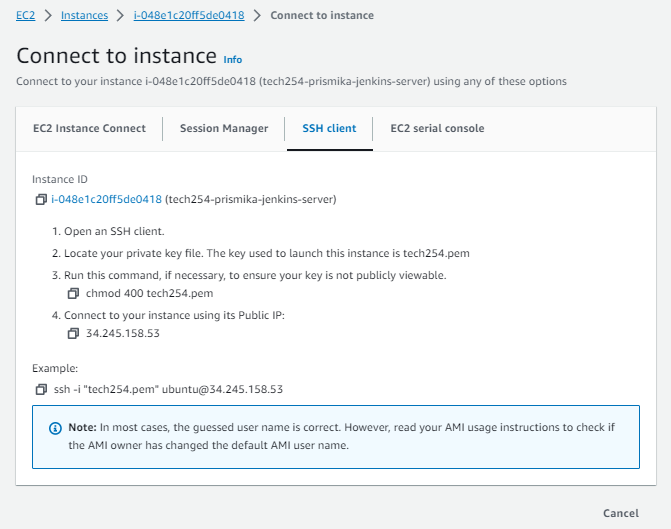 EC2 > Instances > i-048e1c20ff5de0418 > Connect to instance
Connect to instance Info
Connect to your instance i-048e1c20ff5de0418 (tech254-prismika-jenkins-server) using any of these options
EC2 Instance Connect Session Manager SSH client EC2 serial console
Instance ID
i-048e1c20ff5de0418 (tech254-prismika-jenkins-server)
1. Open an SSH client.
2. Locate your private key file. The key used to launch this instance is tech254.pem
3. Run this command, if necessary, to ensure your key is not publicly viewable.
chmod 400 tech254.pem
4. Connect to your instance using its Public IP:
34.245.158.53
Example:
ssh -i "tech254.pem" ubuntu@34.245.158.53
Note: In most cases, the guessed user name is correct. However, read your AMI usage instructions to check if
the AMI owner has changed the default AMI user name.
Cancel